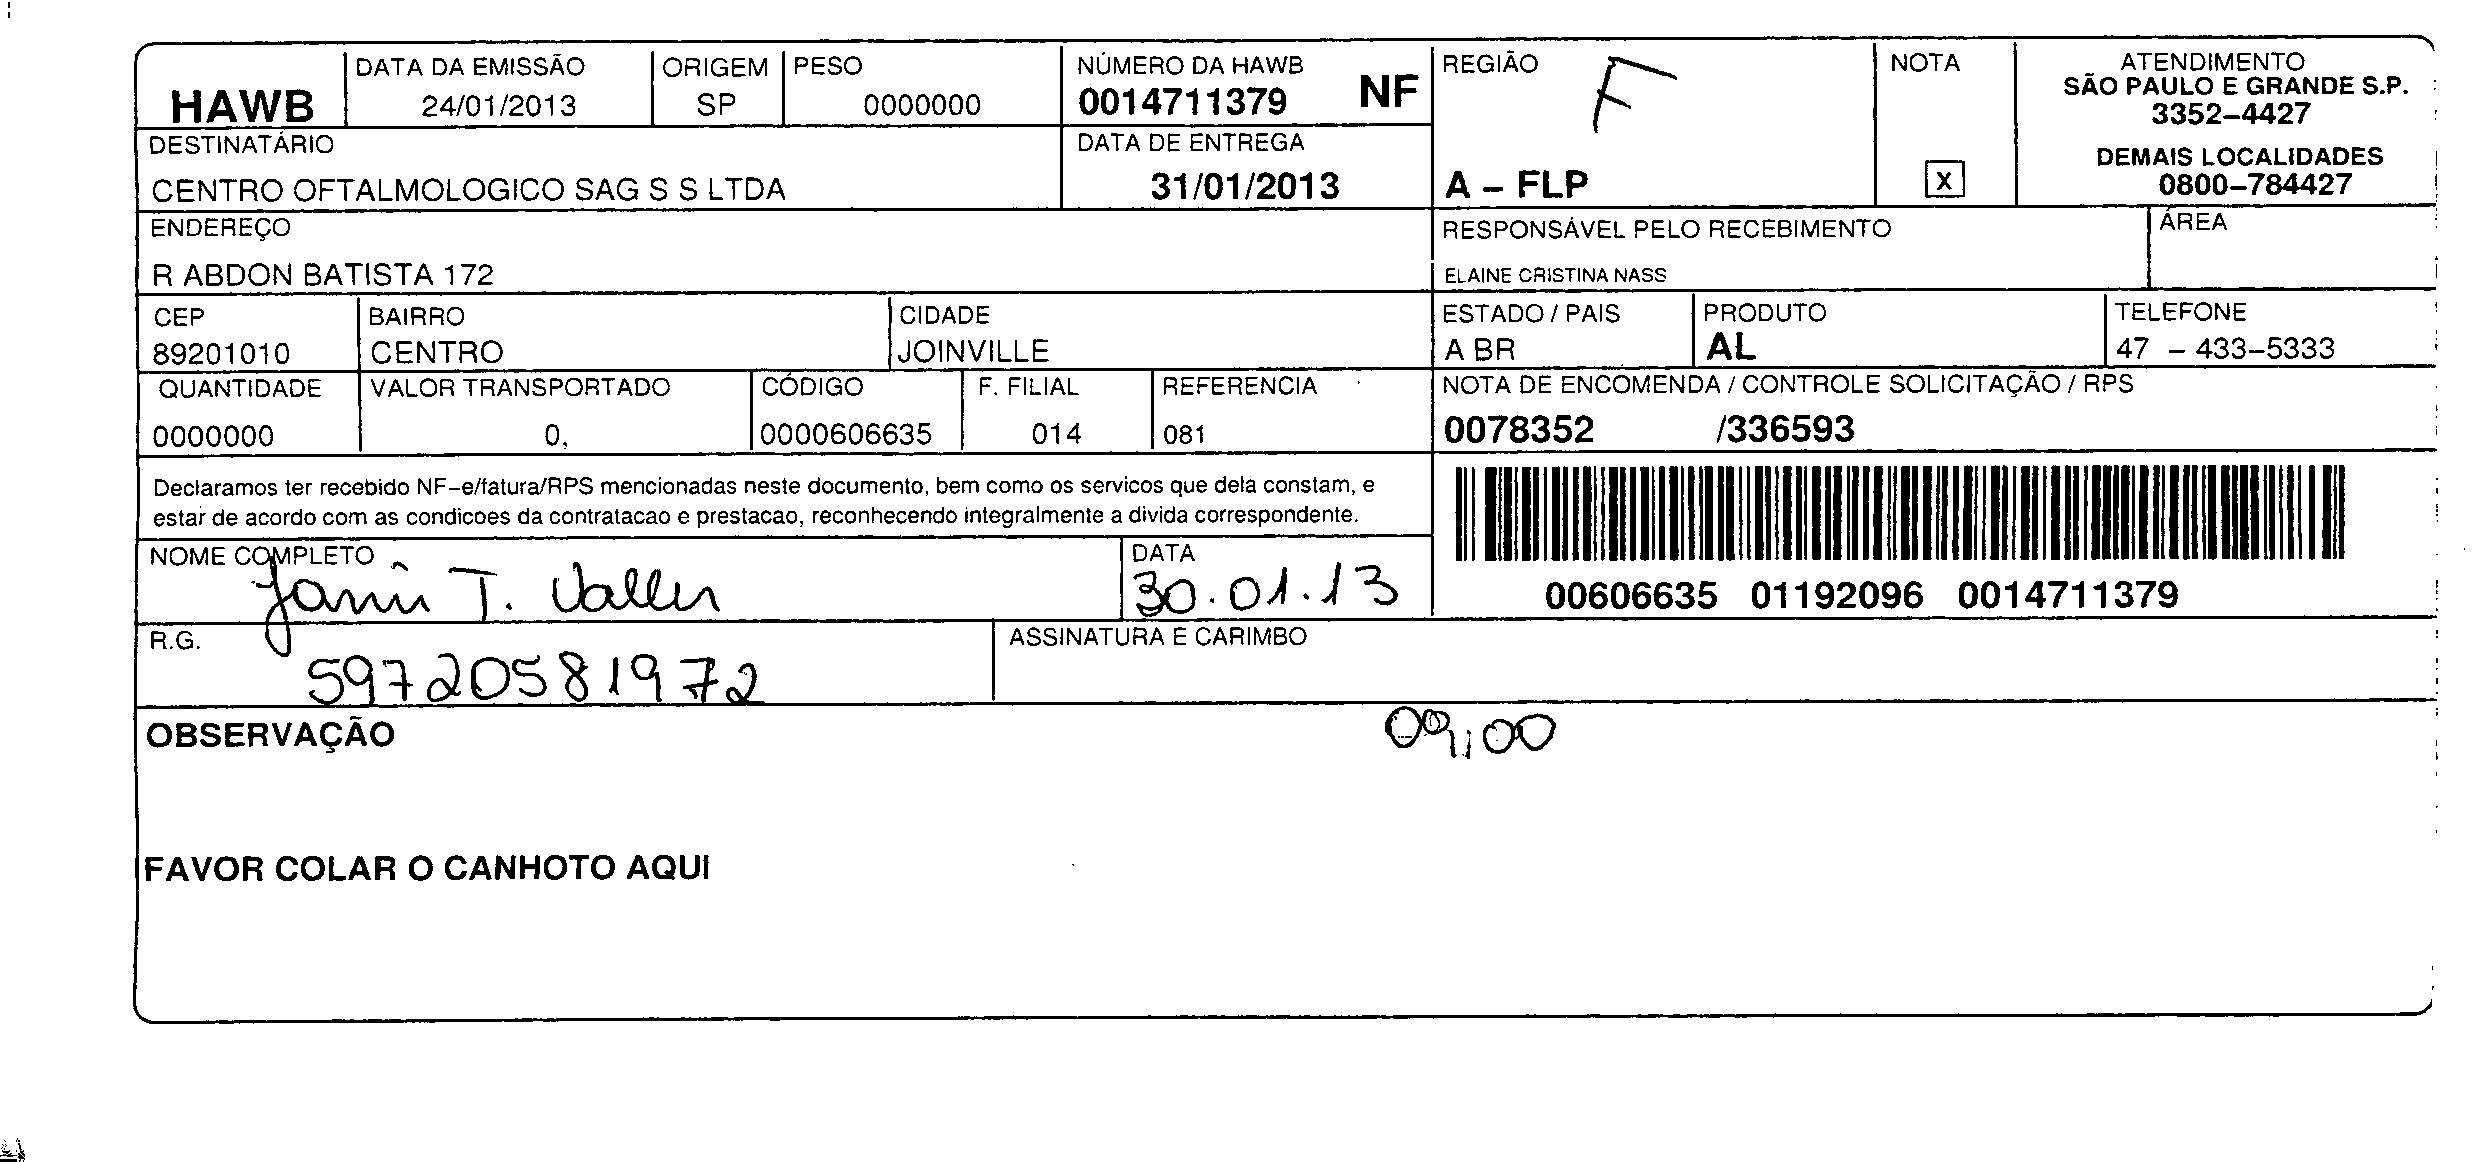 HAWB
DATA DA EMISSÃO
24/01/2013
ORIGEM
SP
PESO
0000000
NÚMERO DA HAWB
0014711379 NF
REGIÃO
F
A – FLP
NOTA
X
ATENDIMENTO
SÃO PAULO E GRANDE S.P.
3352–4427
DEMAIS LOCALIDADES
0800–784427
DESTINATÁRIO
CENTRO OFTALMOLOGICO SAG S S LTDA
DATA DE ENTREGA
31/01/2013
ENDEREÇO
R ABDON BATISTA 172
RESPONSÁVEL PELO RECEBIMENTO
ELAINE CRISTINA NASS
ÁREA
CEP
89201010
BAIRRO
CENTRO
CIDADE
JOINVILLE
ESTADO / PAIS
A BR
PRODUTO
AL
TELEFONE
47 – 433–5333
QUANTIDADE
0000000
VALOR TRANSPORTADO
0,
CÓDIGO
0000606635
F. FILIAL
014
REFERENCIA
081
NOTA DE ENCOMENDA / CONTROLE SOLICITAÇÃO / RPS
0078352 /336593
Declaramos ter recebido NF–e/fatura/RPS mencionadas neste documento, bem como os servicos que dela constam, e
estar de acordo com as condicoes da contratacao e prestacao, reconhecendo integralmente a divida correspondente.
00606635 01192096 0014711379
NOME COMPLETO
T.
DATA
30.01.13
R.G.
59720581972
ASSINATURA E CARIMBO
OBSERVAÇÃO
09:00
FAVOR COLAR O CANHOTO AQUI